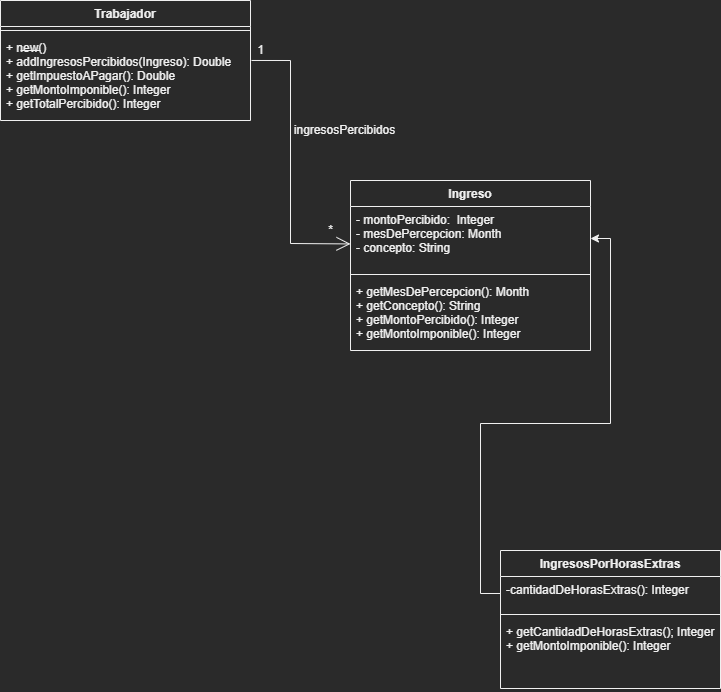 Trabajador
+ new()
+ addIngresosPercibidos(Ingreso): Double
+ getImpuestoAPagar(): Double
+ getMontoImponible(): Integer
+ getTotalPercibido(): Integer
1
ingresosPercibidos
*
Ingreso
- montoPercibido:  Integer
- mesDePercepcion: Month
- concepto: String
+ getMesDePercepcion(): Month
+ getConcepto(): String
+ getMontoPercibido(): Integer
+ getMontoImponible(): Integer
IngresosPorHorasExtras
-cantidadDeHorasExtras(): Integer
+ getCantidadDeHorasExtras(); Integer
+ getMontoImponible(): Integer